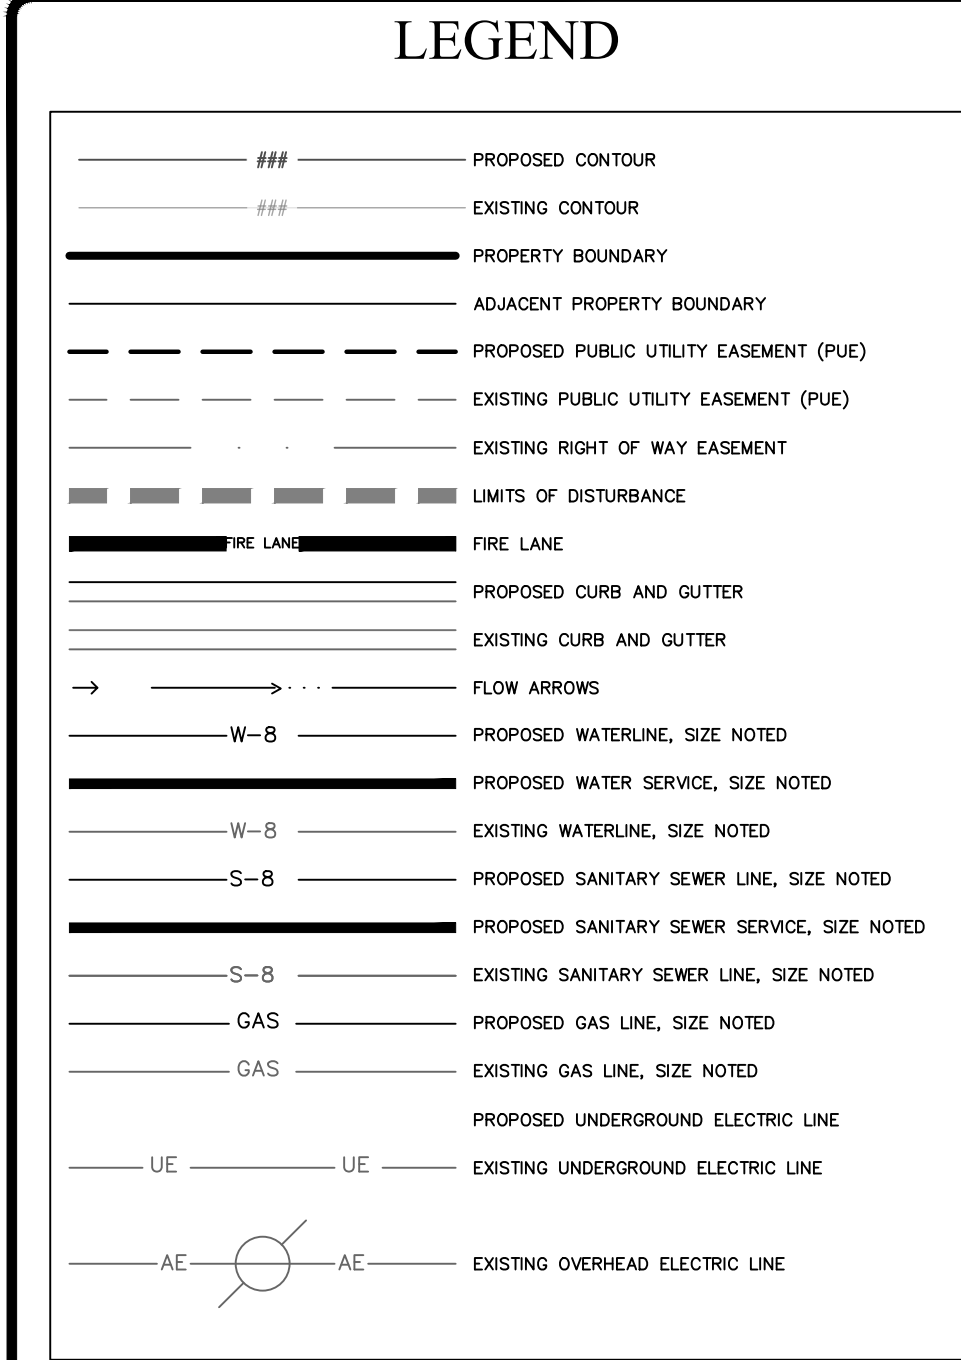 LEGEND
### PROPOSED CONTOUR
### EXISTING CONTOUR
PROPERTY BOUNDARY
ADJACENT PROPERTY BOUNDARY
PROPOSED PUBLIC UTILITY EASEMENT (PUE)
EXISTING PUBLIC UTILITY EASEMENT (PUE)
EXISTING RIGHT OF WAY EASEMENT
LIMITS OF DISTURBANCE
FIRE LANE FIRE LANE
PROPOSED CURB AND GUTTER
EXISTING CURB AND GUTTER
FLOW ARROWS
W-8 PROPOSED WATERLINE, SIZE NOTED
PROPOSED WATER SERVICE, SIZE NOTED
W-8 EXISTING WATERLINE, SIZE NOTED
S-8 PROPOSED SANITARY SEWER LINE, SIZE NOTED
PROPOSED SANITARY SEWER SERVICE, SIZE NOTED
S-8 EXISTING SANITARY SEWER LINE, SIZE NOTED
GAS PROPOSED GAS LINE, SIZE NOTED
GAS EXISTING GAS LINE, SIZE NOTED
PROPOSED UNDERGROUND ELECTRIC LINE
UE UE EXISTING UNDERGROUND ELECTRIC LINE
AE AE EXISTING OVERHEAD ELECTRIC LINE